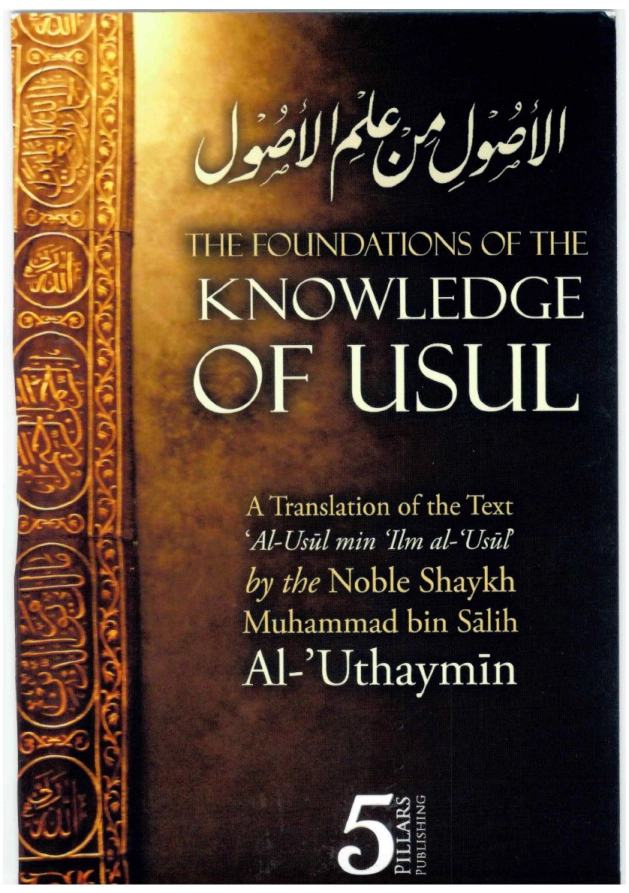 الأُصُولِ مِنْ عِلْمِ الأُصُول
THE FOUNDATIONS OF THE
KNOWLEDGE
OF USUL
A Translation of the Text
‘Al-Usūl min ‘Ilm al-‘Usūl’
by the Noble Shaykh
Muhammad bin Sālih
Al-’Uthaymīn
5
PILLARS
PUBLISHING